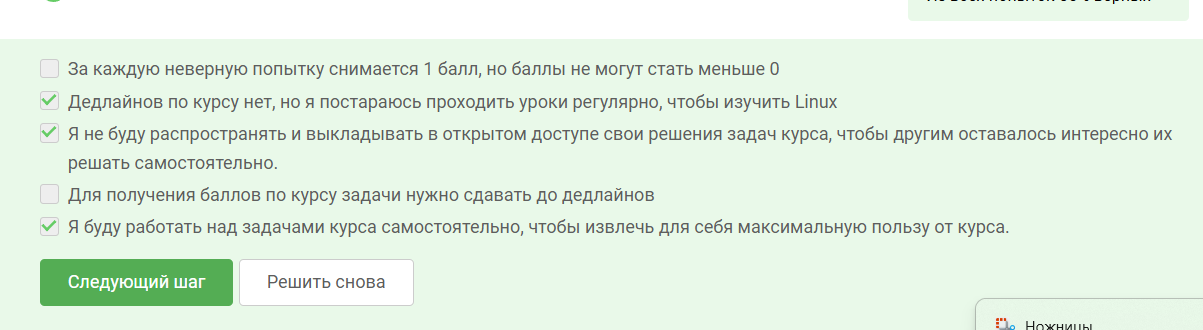 За каждую неверную попытку снимается 1 балл, но баллы не могут стать меньше 0
Дедлайнов по курсу нет, но я постараюсь проходить уроки регулярно, чтобы изучить Linux
Я не буду распространять и выкладывать в открытом доступе свои решения задач курса, чтобы другим оставалось интересно их
решать самостоятельно.
Для получения баллов по курсу задачи нужно сдавать до дедлайнов
Я буду работать над задачами курса самостоятельно, чтобы извлечь для себя максимальную пользу от курса.
Следующий шаг
Решить снова
Ножницы